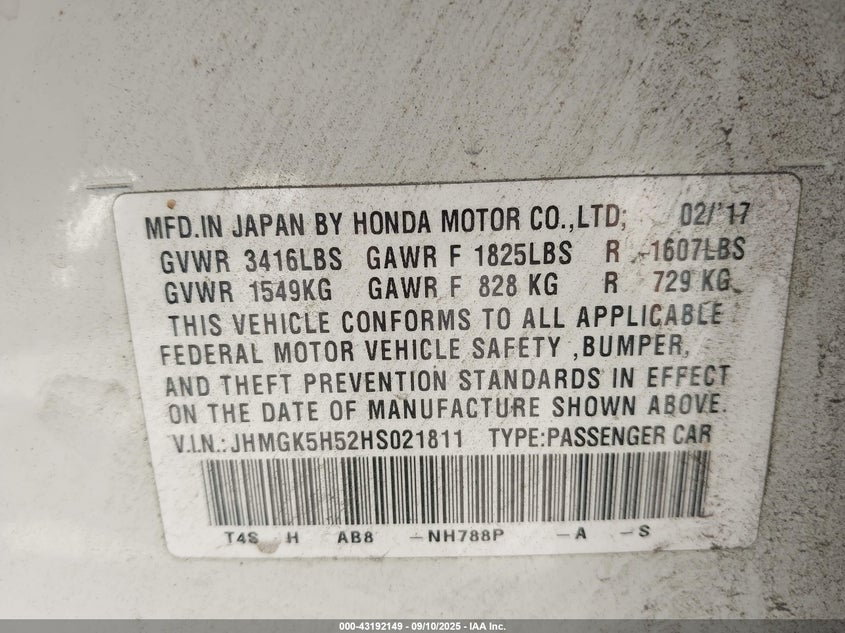 MFD.IN JAPAN BY HONDA MOTOR CO.,LTD; 02/'17
GVWR 3416LBS GAWR F 1825LBS R -1607LBS
GVWR 1549KG GAWR F 828 KG R 729 KG
THIS VEHICLE CONFORMS TO ALL APPLICABLE
FEDERAL MOTOR VEHICLE SAFETY ,BUMPER,
AND THEFT PREVENTION STANDARDS IN EFFECT
ON THE DATE OF MANUFACTURE SHOWN ABOVE.
V.I.N.: JHMGK5H52HS021811 TYPE:PASSENGER CAR
T4S H AB8 -NH788P -A -S
000-43192149 - 09/10/2025 - IAA Inc.